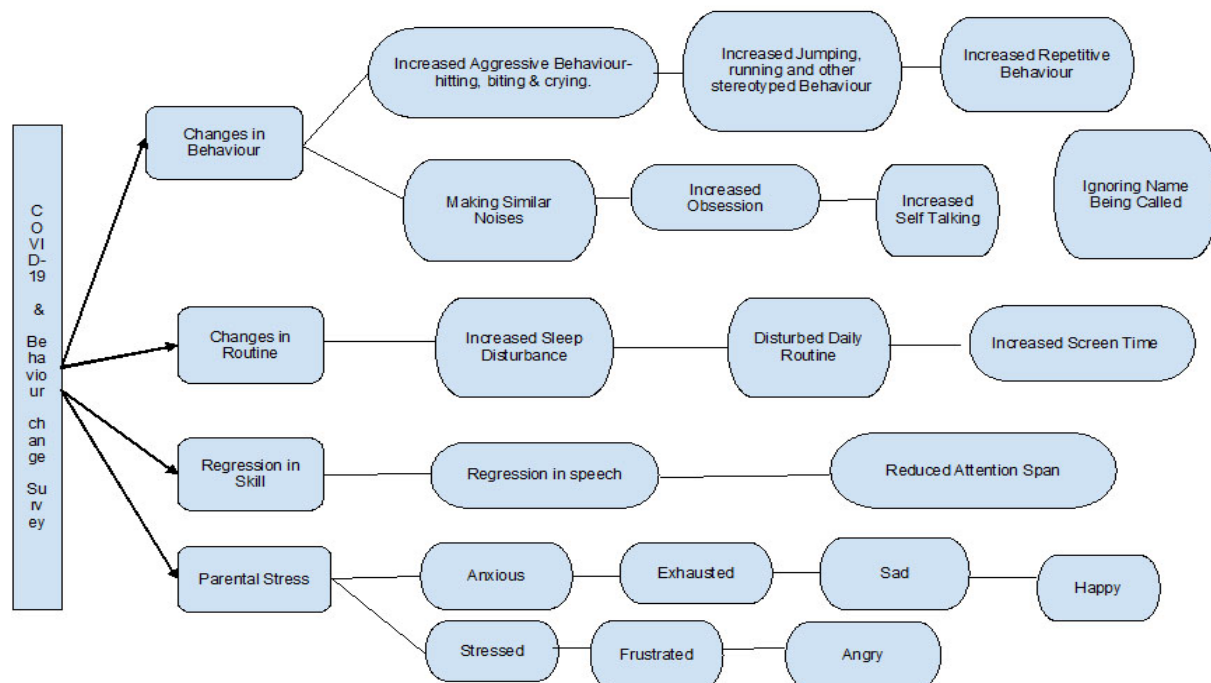 C
O
VI
D-
19
&
Be
hav
io
ur
ch
an
ge
Su
rv
ey
Changes in
Behaviour
Increased Aggressive Behaviour-
hitting, biting & crying.
Increased Jumping,
running and other
stereotyped Behaviour
Increased Repetitive
Behaviour
Making Similar
Noises
Increased
Obsession
Increased
Self Talking
Ignoring Name
Being Called
Changes in
Routine
Increased Sleep
Disturbance
Disturbed Daily
Routine
Increased Screen Time
Regression in
Skill
Regression in speech
Reduced Attention Span
Parental Stress
Anxious
Exhausted
Sad
Happy
Stressed
Frustrated
Angry